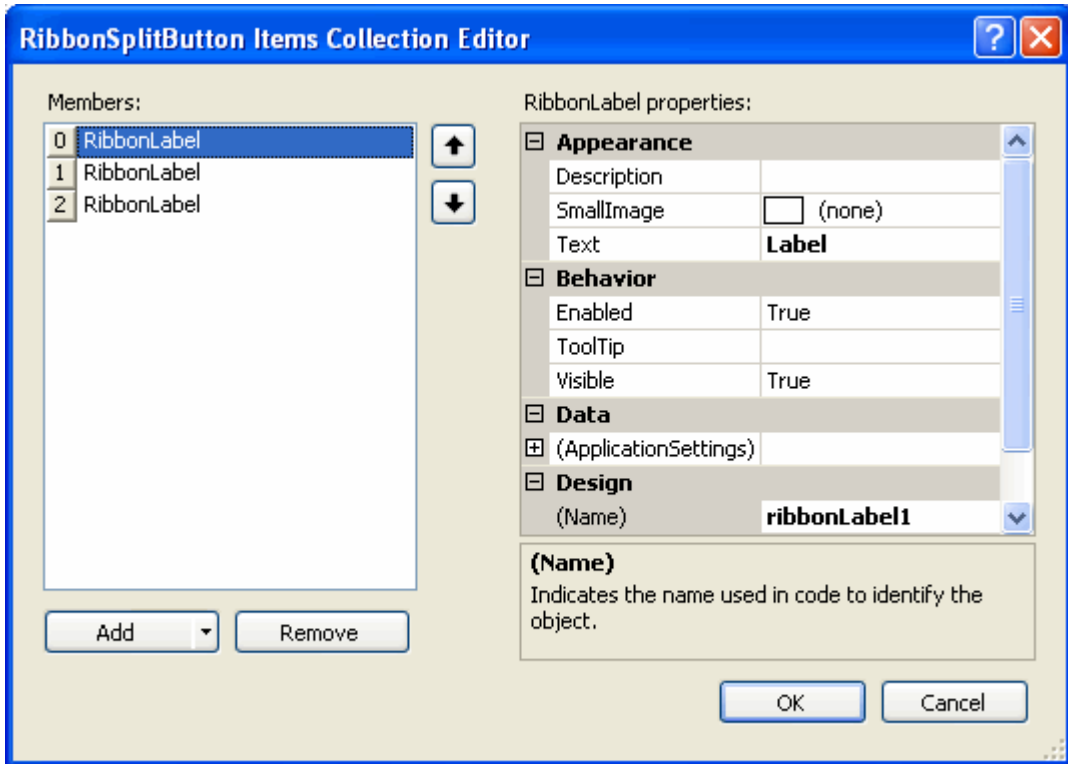 RibbonSplitButton Items Collection Editor
Members:
0 RibbonLabel
1 RibbonLabel
2 RibbonLabel
Add
Remove
RibbonLabel properties:
Appearance
Description
SmallImage (none)
Text Label
Behavior
Enabled True
ToolTip
Visible True
Data
(ApplicationSettings)
Design
(Name) ribbonLabel1
(Name)
Indicates the name used in code to identify the
object.
OK
Cancel